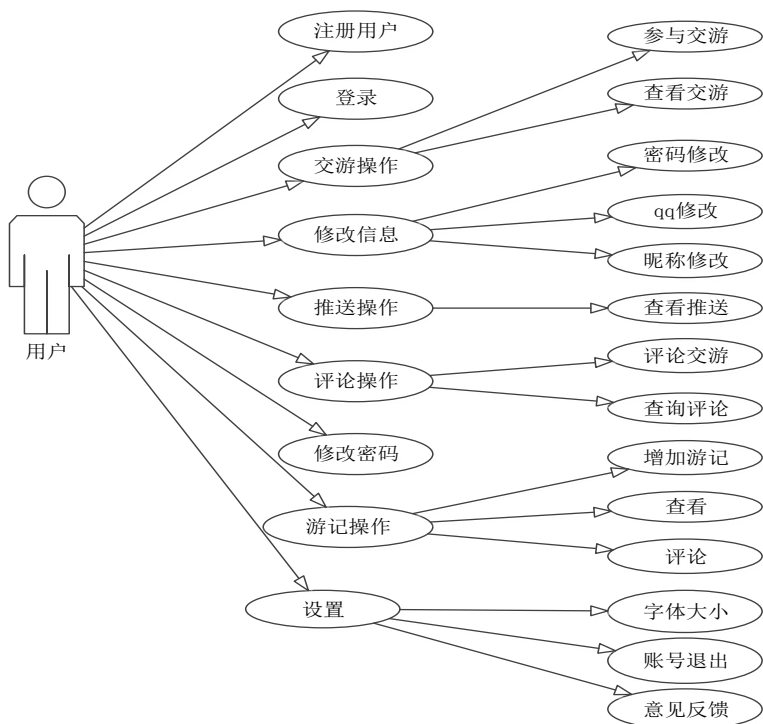 注册用户
登录
交游操作
修改信息
推送操作
评论操作
修改密码
游记操作
设置
用户
参与交游
查看交游
密码修改
qq修改
昵称修改
查看推送
评论交游
查询评论
增加游记
查看
评论
字体大小
账号退出
意见反馈